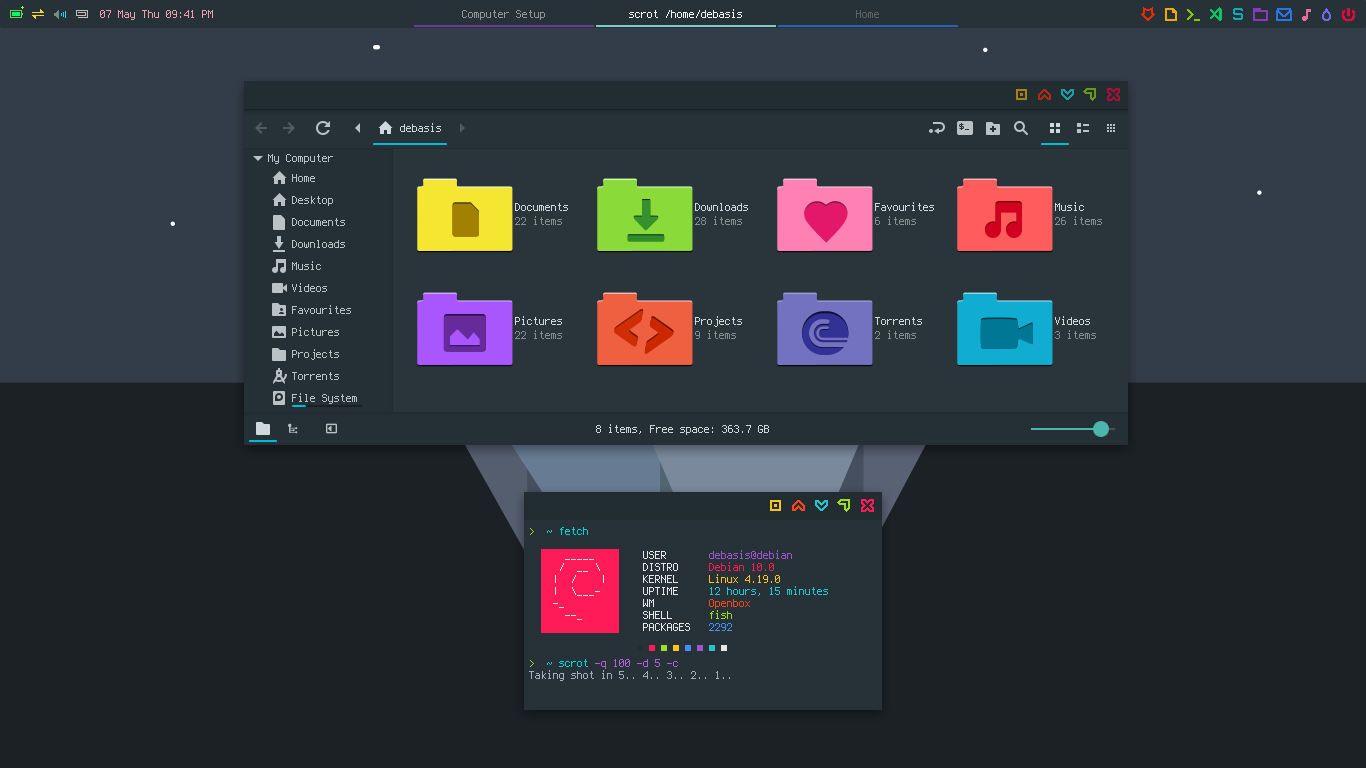 07 May Thu 09:41 PM
Computer Setup
scrot /home/debasis
Home
debasis
My Computer
Home
Desktop
Documents
Downloads
Music
Videos
Favourites
Pictures
Projects
Torrents
File System
Documents
22 items
Downloads
28 items
Favourites
6 items
Music
26 items
Pictures
22 items
Projects
9 items
Torrents
2 items
Videos
3 items
8 items, Free space: 363.7 GB
> ~ fetch
USER debasis@debian
DISTRO Debian 10.0
KERNEL Linux 4.19.0
UPTIME 12 hours, 15 minutes
WM Openbox
SHELL fish
PACKAGES 2292
> ~ scrot -q 100 -d 5 -c
Taking shot in 5.. 4.. 3.. 2.. 1..